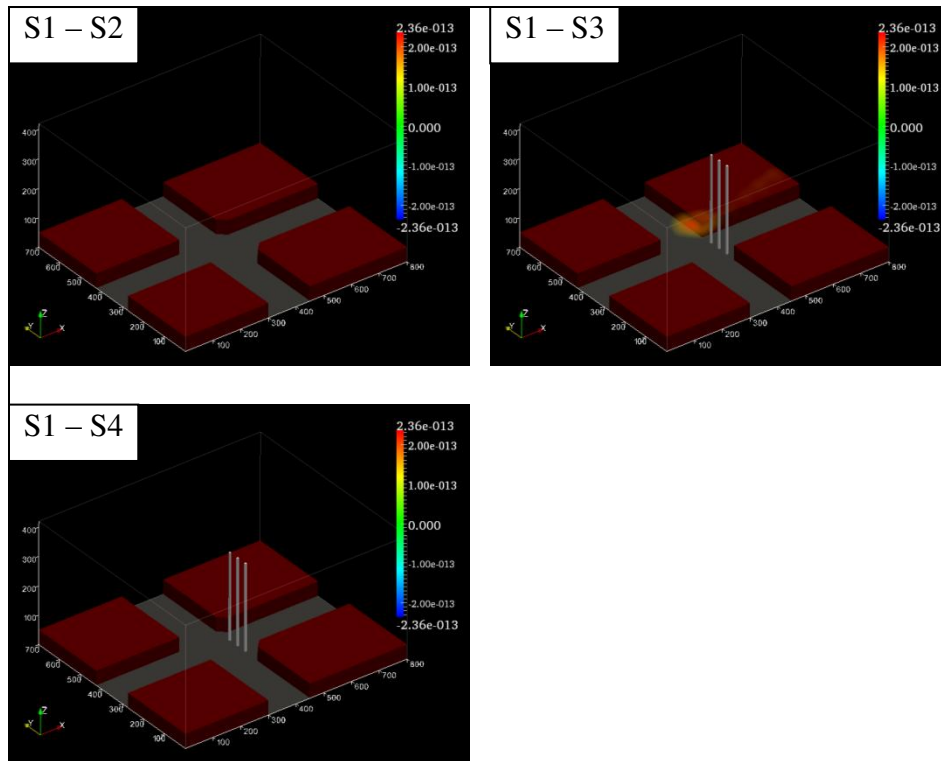 S1 – S2
2.36e-013
2.00e-013
1.00e-013
0.000
-1.00e-013
-2.00e-013
-2.36e-013
400
300
200
100
700
600
500
400
300
200
100
100
200
300
400
500
600
700
800
Z
Y
X
S1 – S3
2.36e-013
2.00e-013
1.00e-013
0.000
-1.00e-013
-2.00e-013
-2.36e-013
400
300
200
100
700
600
500
400
300
200
100
100
200
300
400
500
600
700
800
Z
Y
X
S1 – S4
2.36e-013
2.00e-013
1.00e-013
0.000
-1.00e-013
-2.00e-013
-2.36e-013
400
300
200
100
700
600
500
400
300
200
100
100
200
300
400
500
600
700
800
Z
Y
X